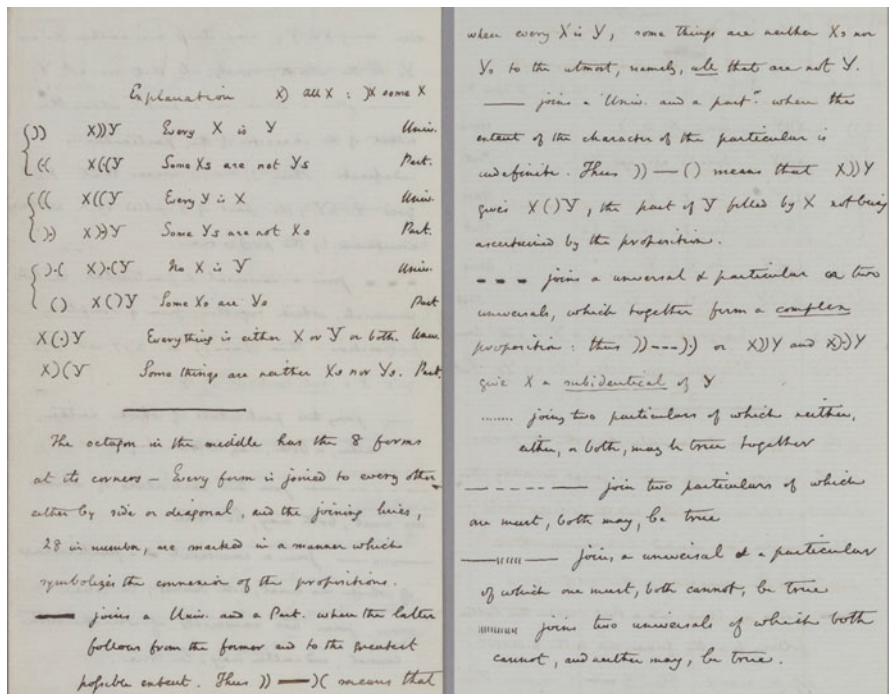 Explanation X) all X : )X some X
)) X))Y Every X is Y Univ.
(·( X(·(Y Some Xs are not Ys Part.
(( X((Y Every Y is X Univ.
)·) X)·)Y Some Ys are not Xs Part.
)·( X)·(Y No X is Y Univ.
() X()Y Some Xs are Ys Part
X(·)Y Everything is either X or Y or both. Univ.
X)(Y Some things are neither Xs nor Ys. Part.
The octagon in the middle has the 8 forms
at its corners — Every form is joined to every other
either by side or diagonal, and the joining lines,
28 in number, are marked in a manner which
symbolizes the connexion of the propositions.
—— joins a Univ. and a Part. where the latter
follows from the former and to the greatest
possible extent. Thus )) —— )( means that
when every X is Y, some things are neither Xs nor
Ys to the utmost, namely, all that are not Y.
—— joins a Univ. and a part.r where the
extent of the character of the particular is
indefinite. Thus )) — () means that X))Y
gives X()Y, the part of Y filled by X not being
ascertained by the proposition.
- - - joins a universal & particular or two
universals, which together form a complex
proposition: thus )) --- )·) or X))Y and X)·)Y
give X a subidentical of Y
........ joins two particulars of which neither,
either, or both, may be true together
—— - - - —— join two particulars of which
one must, both may, be true
——ııııı—— joins a universal & a particular
of which one must, both cannot, be true
ıııııııııı joins two universals of which both
cannot, and neither may, be true.